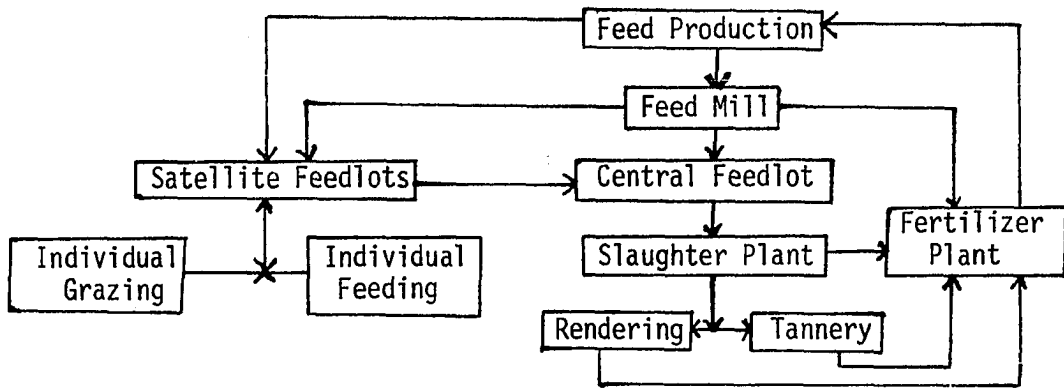 Feed Production
Feed Mill
Satellite Feedlots
Central Feedlot
Fertilizer
Plant
Individual
Grazing
Individual
Feeding
Slaughter Plant
Rendering
Tannery